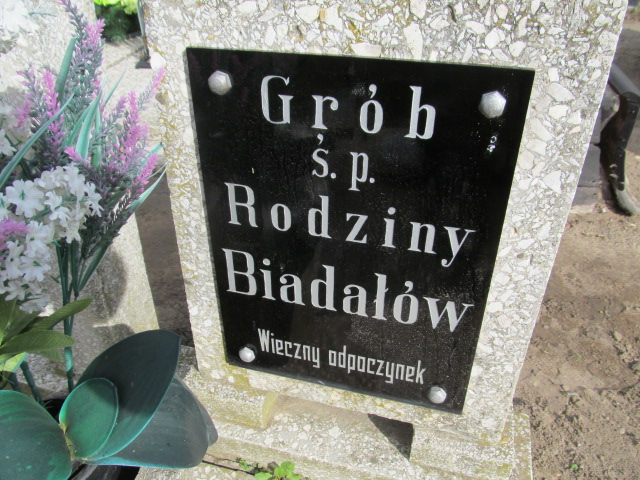 Grób
ś. p.
Rodziny
Biadałów
Wieczny odpoczynek